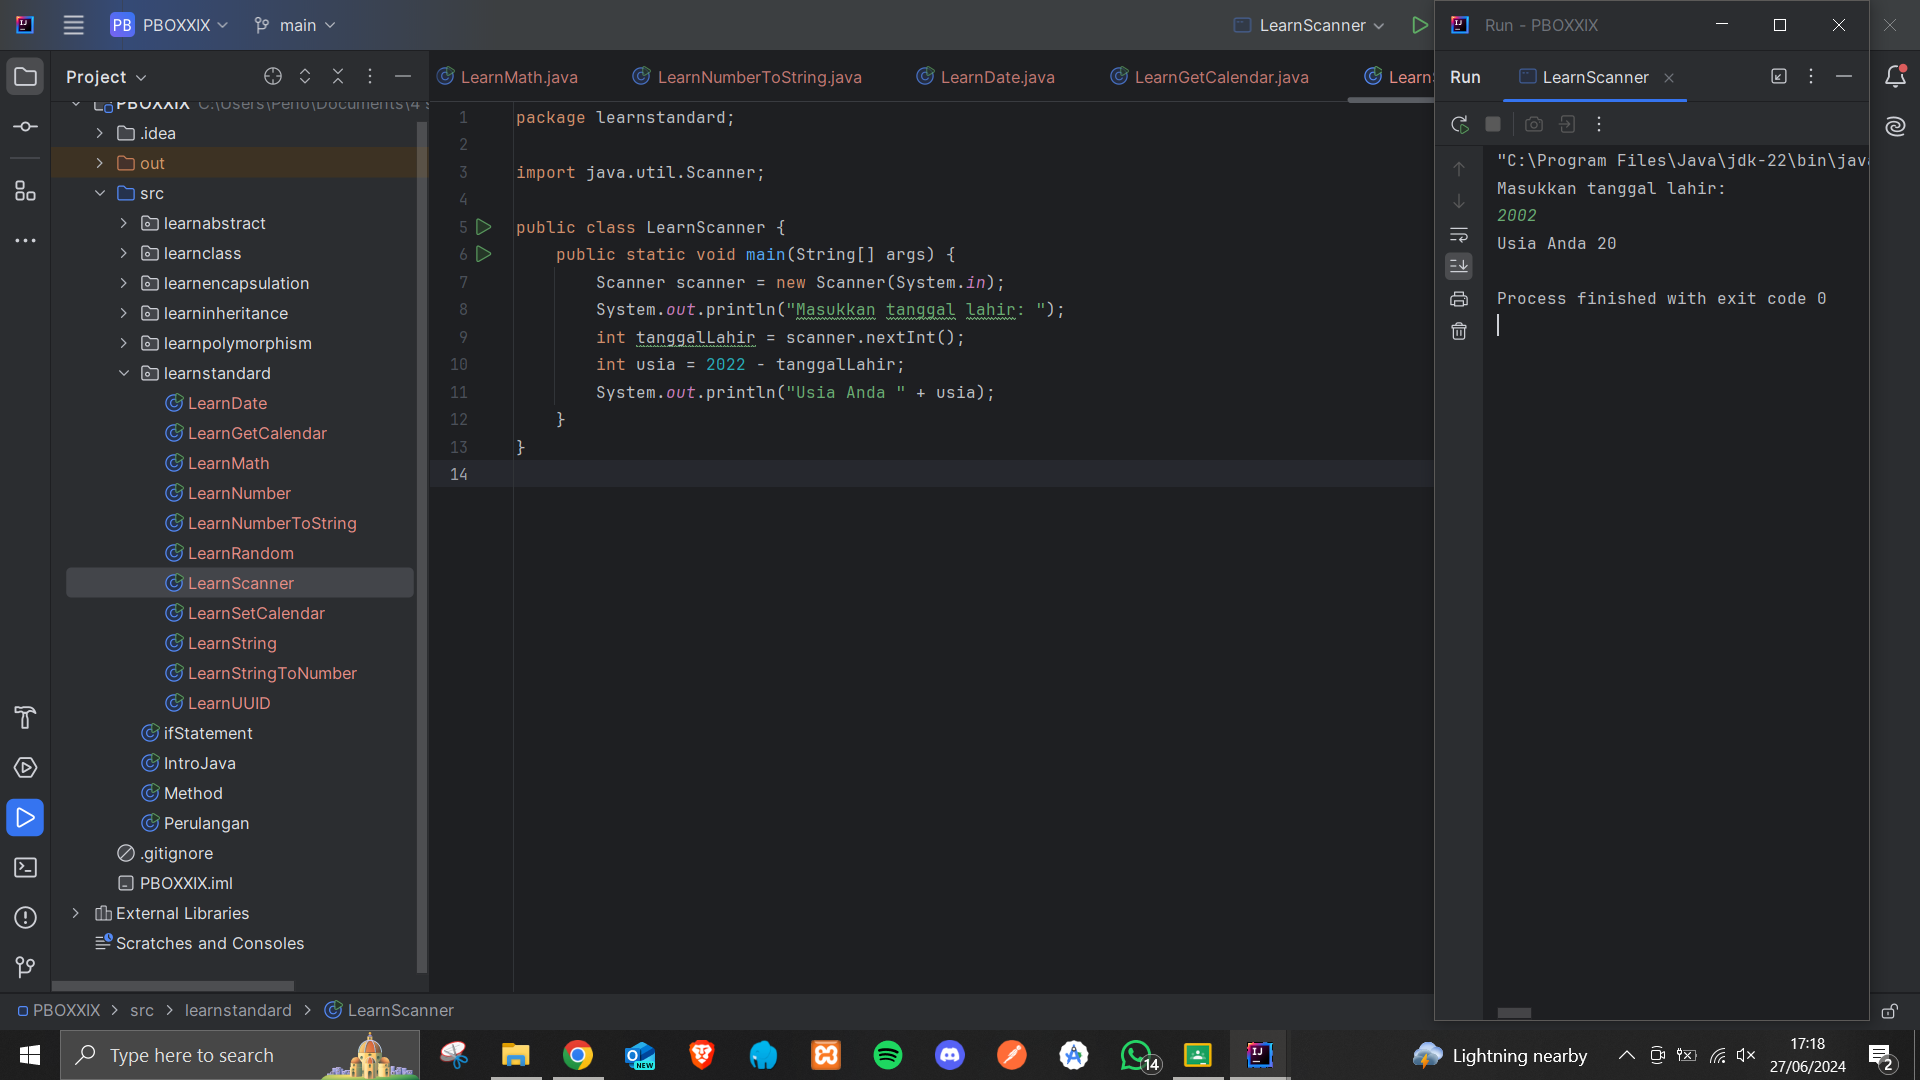 PB PBOXXIX main LearnScanner
Project
PBOXXIX C:\Users\Peno\Documents\4 s
.idea
out
src
learnabstract
learnclass
learnencapsulation
learninheritance
learnpolymorphism
learnstandard
LearnDate
LearnGetCalendar
LearnMath
LearnNumber
LearnNumberToString
LearnRandom
LearnScanner
LearnSetCalendar
LearnString
LearnStringToNumber
LearnUUID
ifStatement
IntroJava
Method
Perulangan
.gitignore
PBOXXIX.iml
External Libraries
Scratches and Consoles
LearnMath.java LearnNumberToString.java LearnDate.java LearnGetCalendar.java LearnS
1 package learnstandard;
2
3 import java.util.Scanner;
4
5 public class LearnScanner {
6 public static void main(String[] args) {
7 Scanner scanner = new Scanner(System.in);
8 System.out.println("Masukkan tanggal lahir: ");
9 int tanggalLahir = scanner.nextInt();
10 int usia = 2022 - tanggalLahir;
11 System.out.println("Usia Anda " + usia);
12 }
13 }
14
Run - PBOXXIX
Run LearnScanner
"C:\Program Files\Java\jdk-22\bin\java
Masukkan tanggal lahir:
2002
Usia Anda 20
Process finished with exit code 0
PBOXXIX > src > learnstandard > LearnScanner
Type here to search
NEW
14
Lightning nearby
17:18
27/06/2024
2